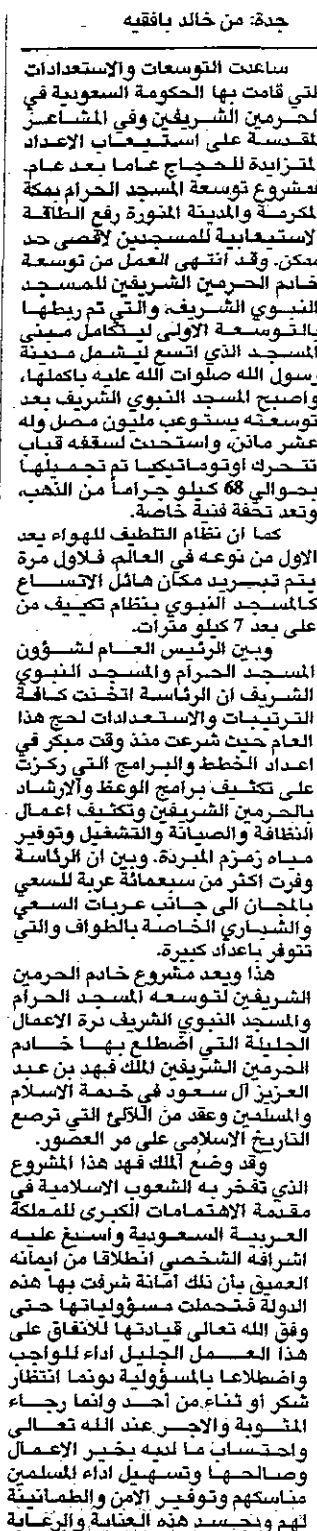 جدة: من خالد بافقيه
ساعدت التوسعات والاستعدادات
لتي قامت بها الحكومة السعودية في
لحرمين الشريفين وفي المشاعر
لمقدسة على استيعاب الاعداد
لمتزايدة للحجاج عاما بعد عام.
فمشروع توسعة المسجد الحرام بمكة
لمكرمة والمدينة المنورة رفع الطاقة
لاستيعابية للمسجدين لأقصى حد
ممكن. وقد انتهى العمل من توسعة
خادم الحرمين الشريفين للمسجد
النبوي الشريف، والتي تم ربطها
بالتوسعة الاولى ليتكامل مبنى
المسجد الذي اتسع ليشمل مدينة
رسول الله صلوات الله عليه باكملها،
واصبح المسجد النبوي الشريف بعد
توسعته يستوعب مليون مصل وله
عشر مآذن، واستحدث لسقفه قباب
تتحرك اوتوماتيكيا تم تجميلها
بحوالي 68 كيلو جراماً من الذهب،
وتعد تحفة فنية خاصة.
كما ان نظام التلطيف للهواء يعد
الاول من نوعه في العالم، فلاول مرة
يتم تبريد مكان هائل الاتساع
كالمسجد النبوي بنظام تكييف من
على بعد 7 كيلو مترات.
وبين الرئيس العام لشؤون
المسجد الحرام والمسجد النبوي
الشريف ان الرئاسة اتخذت كافة
الترتيبات والاستعدادات لحج هذا
العام حيث شرعت منذ وقت مبكر في
اعداد الخطط والبرامج التي ركزت
على تكثيف برامج الوعظ والارشاد
بالحرمين الشريفين وتكثيف اعمال
النظافة والصيانة والتشغيل وتوفير
مياه زمزم المبردة. وبين ان الرئاسة
وفرت اكثر من سبعمائة عربة للسعي
بالمجان الى جانب عربات السعي
والشياري الخاصة بالطواف والتي
تتوفر باعداد كبيرة.
هذا ويعد مشروع خادم الحرمين
الشريفين لتوسعه المسجد الحرام
والمسجد النبوي الشريف درة الاعمال
الجليلة التي اضطلع بها خادم
الحرمين الشريفين الملك فهد بن عبد
العزيز آل سعود في خدمة الاسلام
والمسلمين وعقد من اللآلئ التي ترصع
التاريخ الاسلامي على مر العصور.
وقد وضع الملك فهد هذا المشروع
الذي تفخر به الشعوب الاسلامية في
مقدمة الاهتمامات الكبرى للمملكة
العربية السعودية واسبغ عليه
اشرافه الشخصي انطلاقا من ايمانه
العميق بأن تلك امانة شرفت بها هذه
الدولة فتحملت مسؤولياتها حتى
وفق الله تعالى قيادتها للانفاق على
هذا العمل الجليل اداء للواجب
واضطلاعا بالمسؤولية دونما انتظار
شكر أو ثناء من أحد وانما رجاء
المثوبة والاجر عند الله تعالى
واحتساب ما لديه بخير الاعمال
وصالحها وتسهيل اداء المسلمين
مناسكهم وتوفير الامن والطمأنينة
لهم ويجسد هذه العناية والرعاية